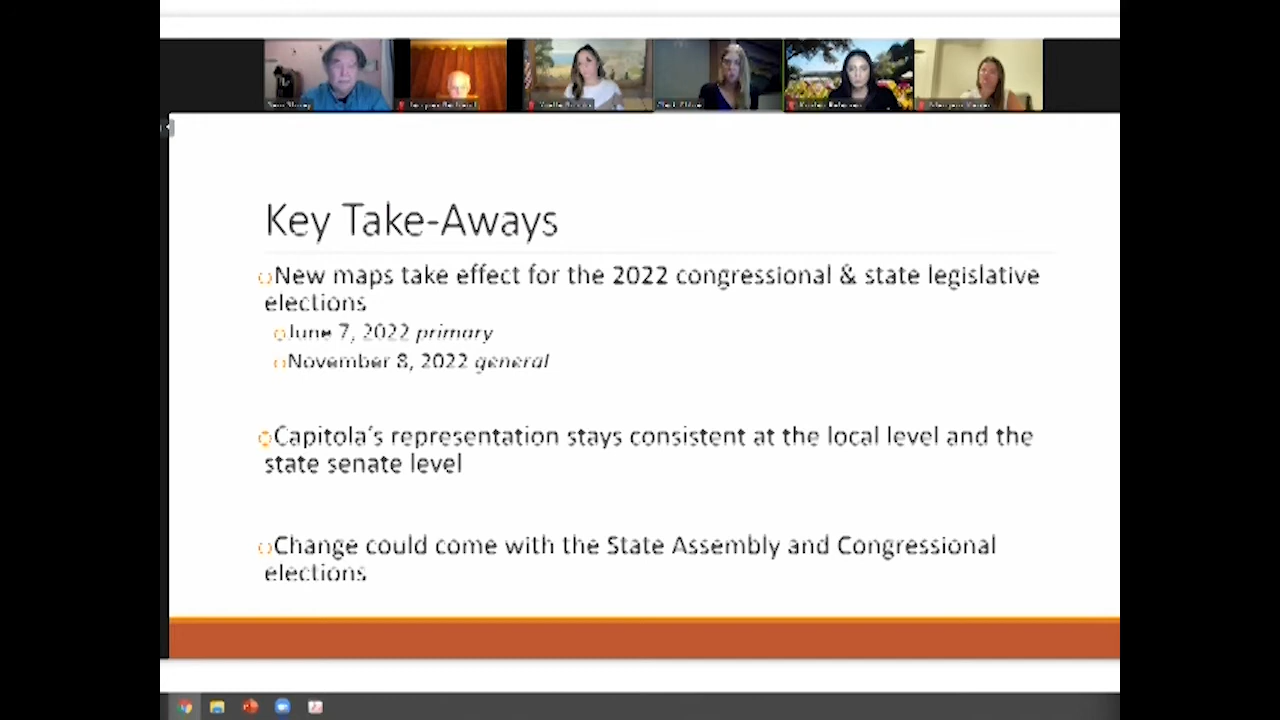 Key Take-Aways
New maps take effect for the 2022 congressional & state legislative
elections
June 7, 2022 primary
November 8, 2022 general
Capitola's representation stays consistent at the local level and the
state senate level
Change could come with the State Assembly and Congressional
elections